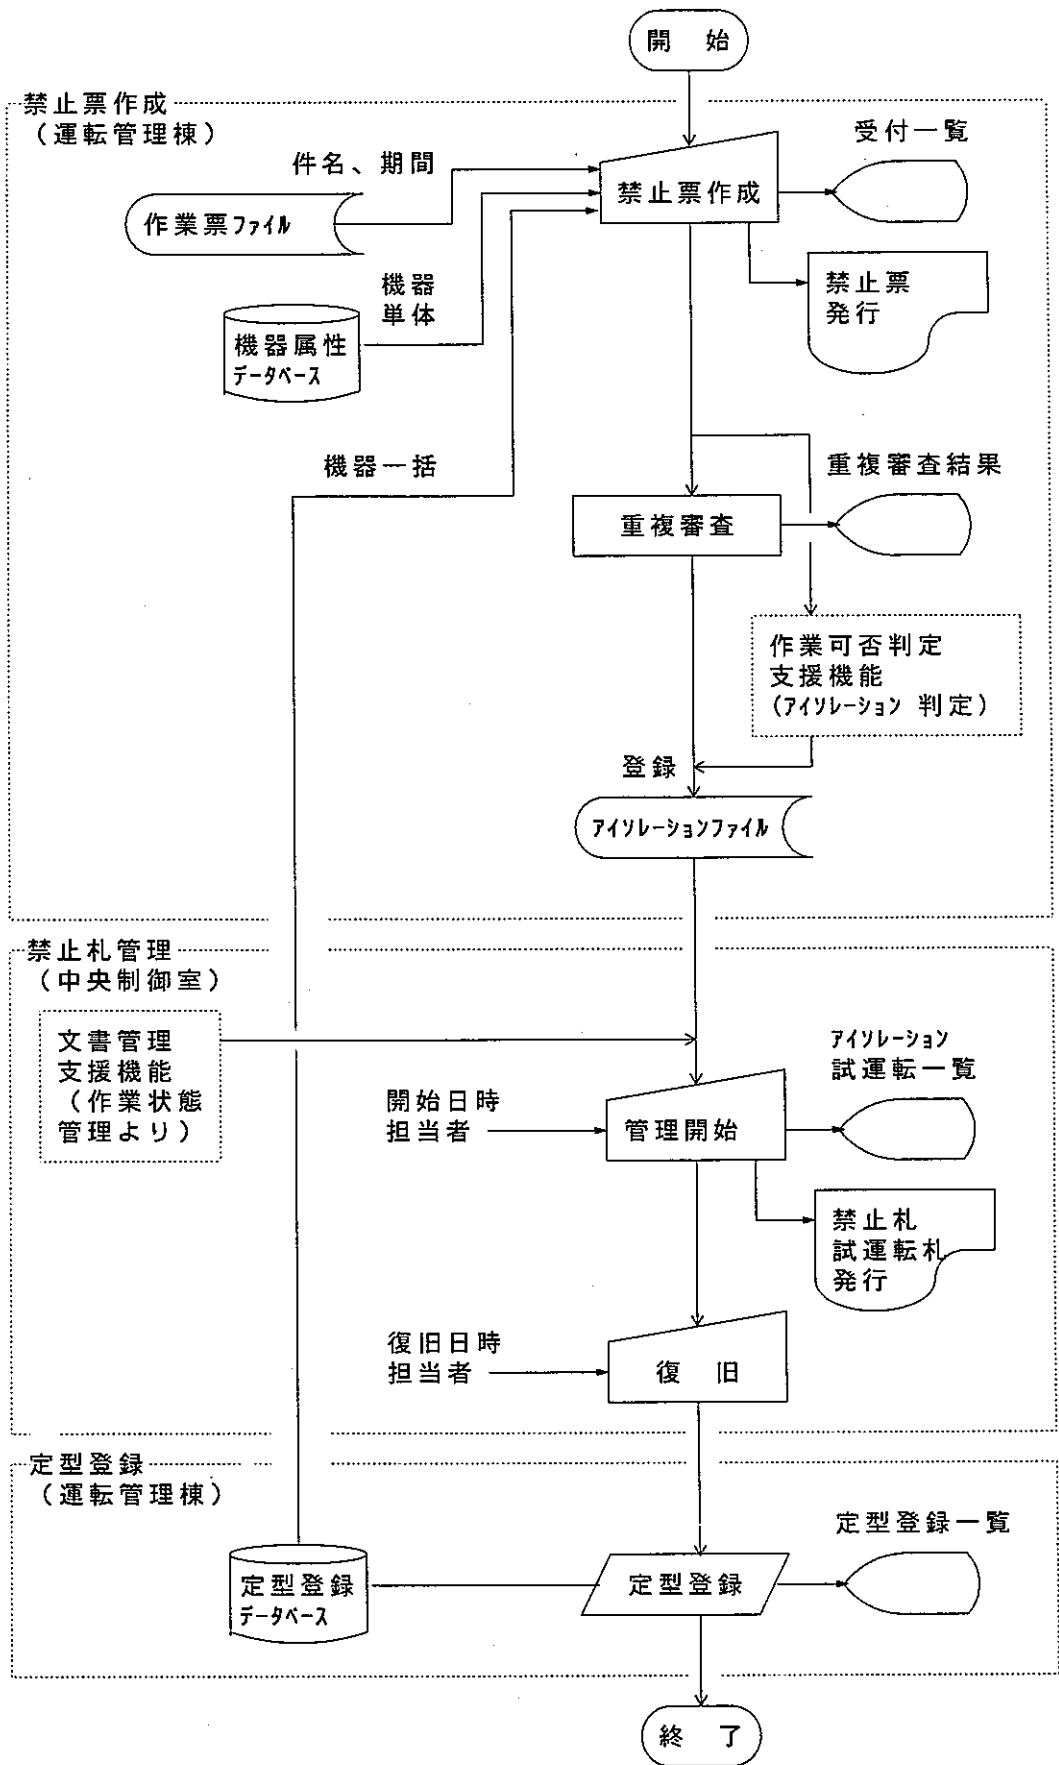 開 始
禁止票作成
（運転管理棟）
受付一覧
件名、期間
禁止票作成
作業票ファイル
禁止票
発行
機器
単体
機器属性
データベース
機器一括
重複審査結果
重複審査
作業可否判定
支援機能
（アイソレーション 判定）
登録
アイソレーションファイル
禁止札管理
（中央制御室）
文書管理
支援機能
（作業状態
管理より）
アイソレーション
試運転一覧
開始日時
担当者
管理開始
禁止札
試運転札
発行
復旧日時
担当者
復 旧
定型登録
（運転管理棟）
定型登録一覧
定型登録
データベース
定型登録
終 了